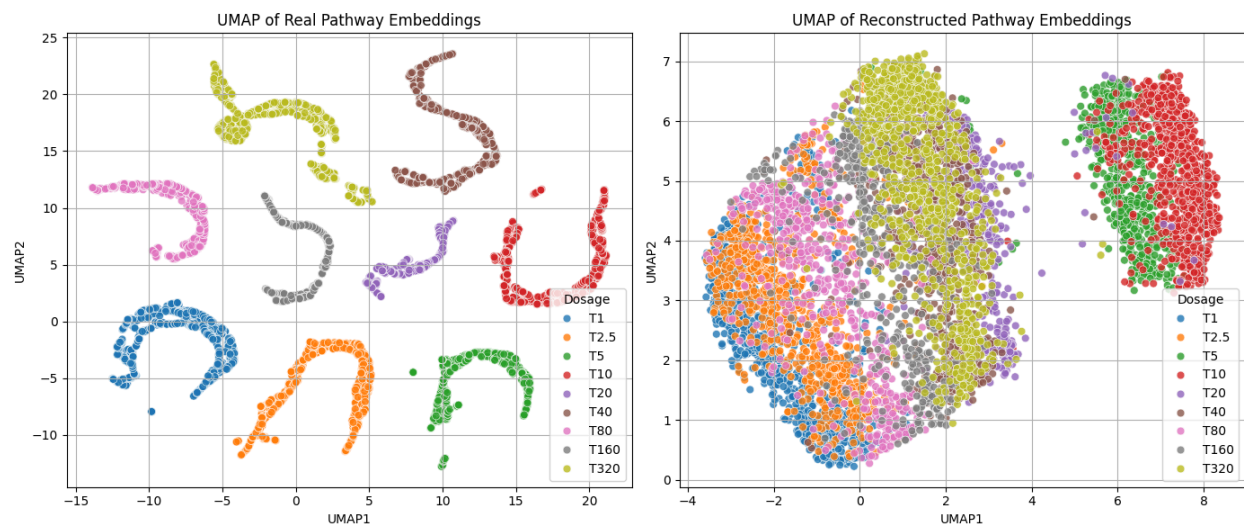 UMAP of Real Pathway Embeddings
25
20
15
10
5
0
−5
−10
UMAP2
−15
−10
−5
0
5
10
15
20
UMAP1
Dosage
T1
T2.5
T5
T10
T20
T40
T80
T160
T320
UMAP of Reconstructed Pathway Embeddings
7
6
5
4
3
2
1
0
UMAP2
−4
−2
0
2
4
6
8
UMAP1
Dosage
T1
T2.5
T5
T10
T20
T40
T80
T160
T320